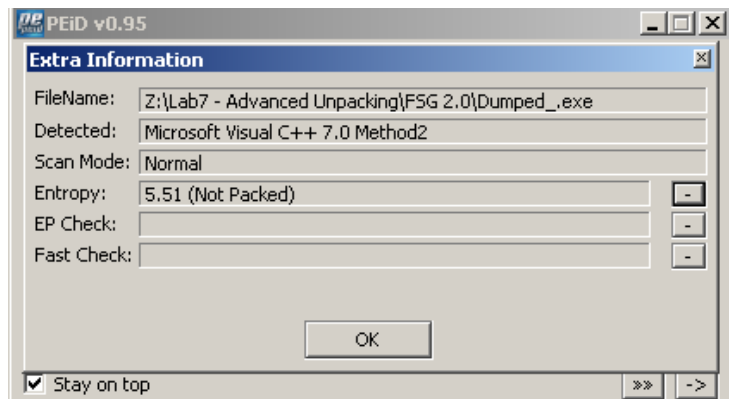 PEiD v0.95
Extra Information
FileName: Z:\Lab7 - Advanced Unpacking\FSG 2.0\Dumped_.exe
Detected: Microsoft Visual C++ 7.0 Method2
Scan Mode: Normal
Entropy: 5.51 (Not Packed) -
EP Check: -
Fast Check: -
OK
Stay on top »» ->